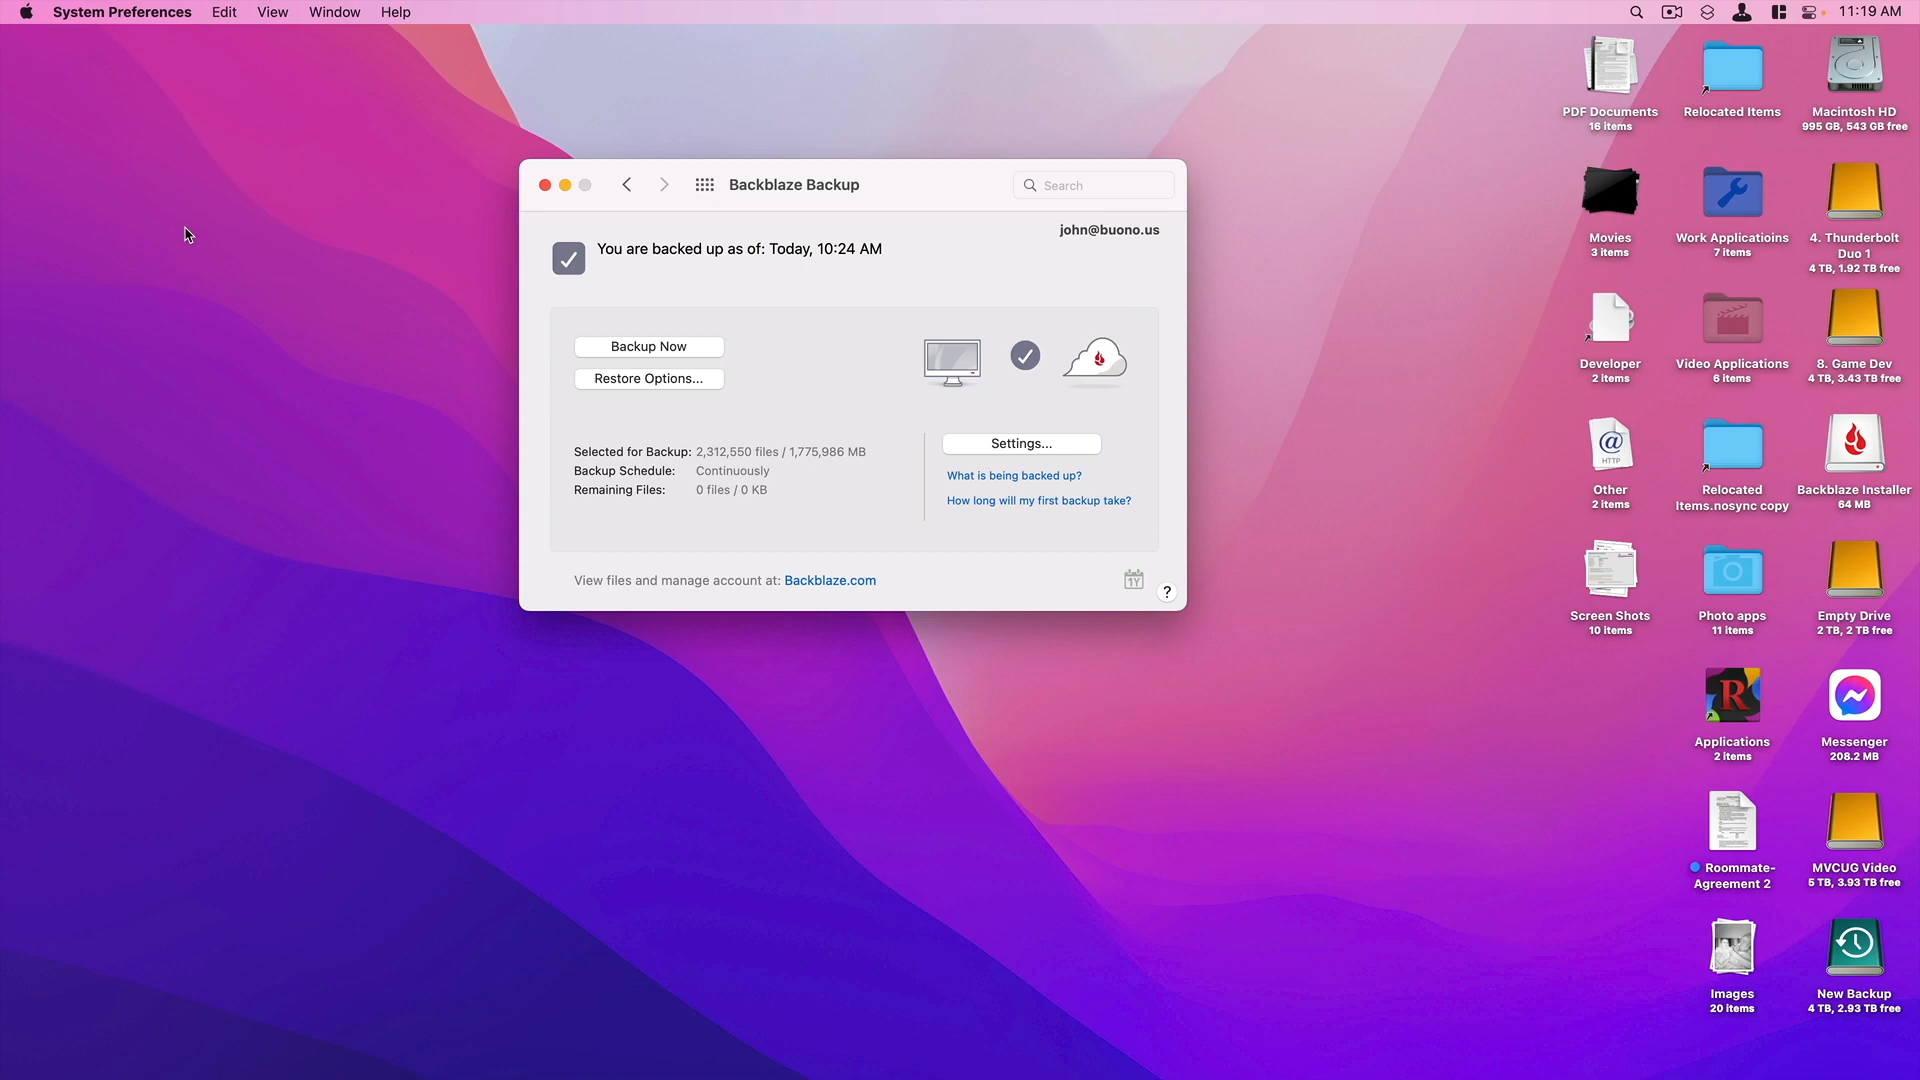 System Preferences Edit View Window Help 11:19 AM
Backblaze Backup
Search
john@buono.us
You are backed up as of: Today, 10:24 AM
Backup Now
Restore Options...
Selected for Backup: 2,312,550 files / 1,775,986 MB
Backup Schedule: Continuously
Remaining Files: 0 files / 0 KB
Settings...
What is being backed up?
How long will my first backup take?
View files and manage account at: Backblaze.com
1Y
?
PDF Documents
16 items
Relocated Items
Macintosh HD
995 GB, 543 GB free
Movies
3 items
Work Applicatioins
7 items
4. Thunderbolt
Duo 1
4 TB, 1.92 TB free
Developer
2 items
Video Applications
6 items
8. Game Dev
4 TB, 3.43 TB free
@
HTTP
Other
2 items
Relocated
Items.nosync copy
Backblaze Installer
64 MB
Screen Shots
10 items
Photo apps
11 items
Empty Drive
2 TB, 2 TB free
R
Applications
2 items
Messenger
208.2 MB
Roommate-
Agreement 2
MVCUG Video
5 TB, 3.93 TB free
Images
20 items
New Backup
4 TB, 2.93 TB free